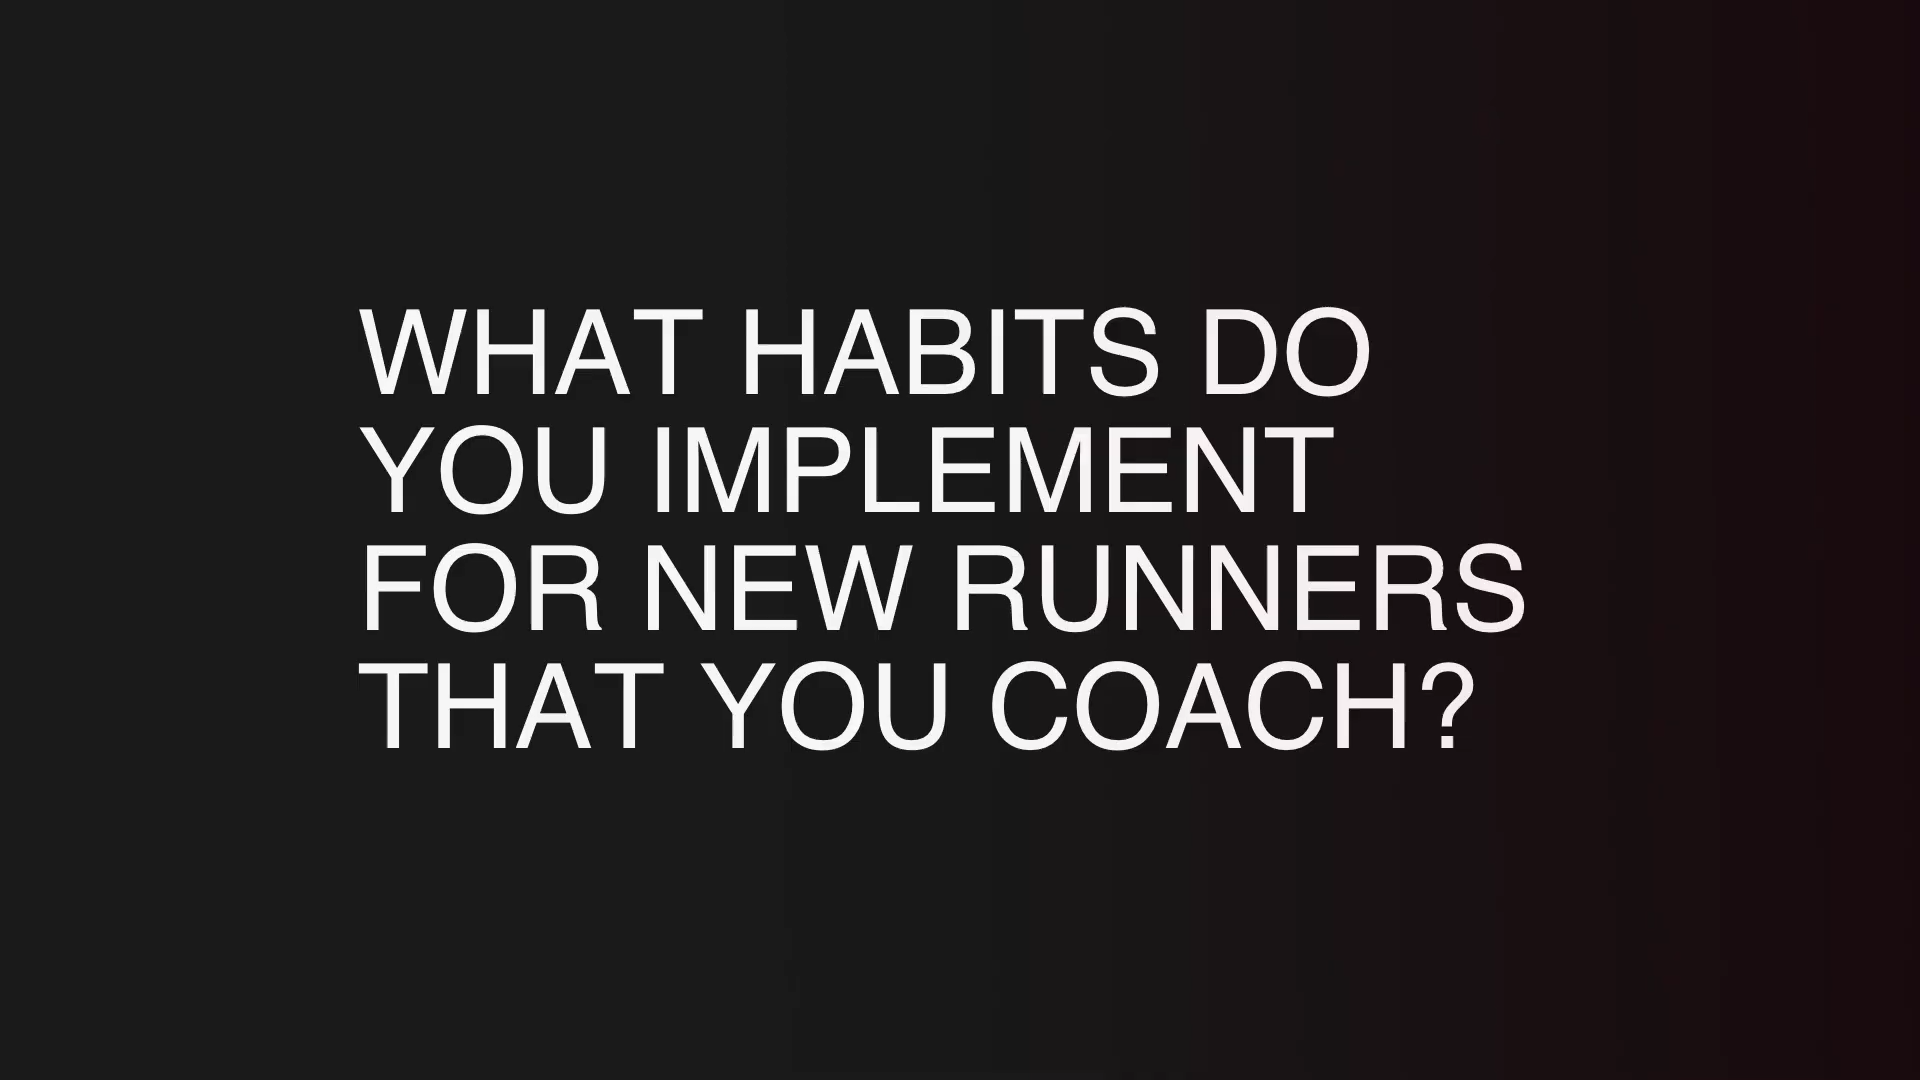 WHAT HABITS DO
YOU IMPLEMENT
FOR NEW RUNNERS
THAT YOU COACH?